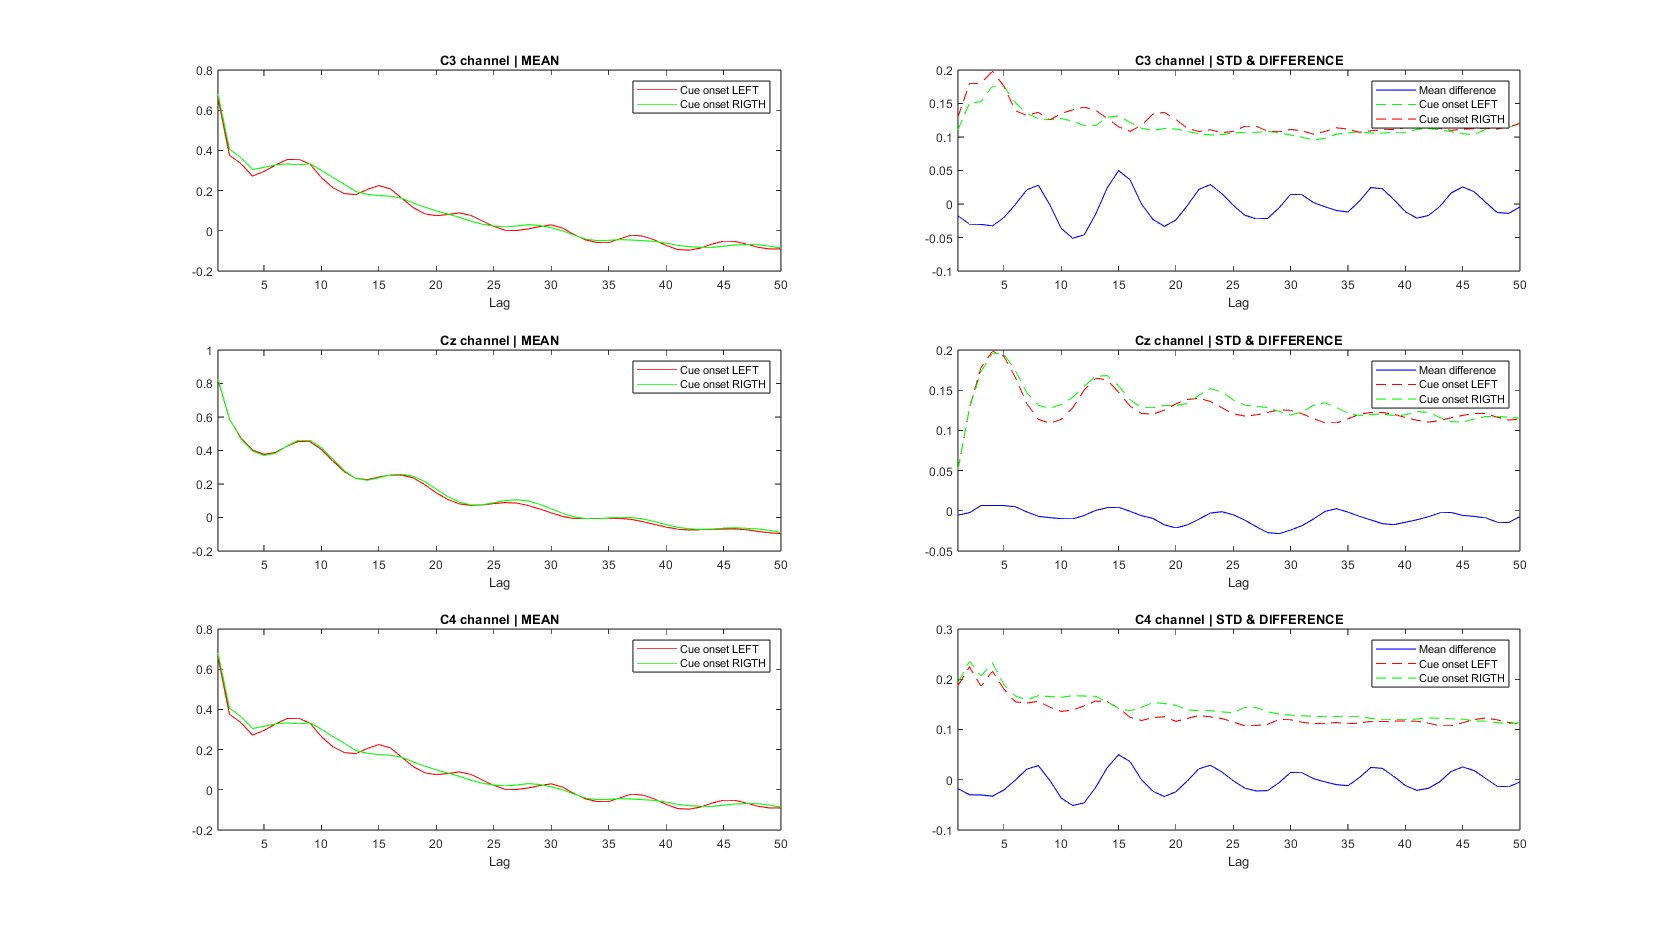 C3 channel | MEAN
0.8
0.6
0.4
0.2
0
-0.2
Cue onset LEFT
Cue onset RIGTH
5 10 15 20 25 30 35 40 45 50
Lag
C3 channel | STD & DIFFERENCE
0.2
0.15
0.1
0.05
0
-0.05
-0.1
Mean difference
Cue onset LEFT
Cue onset RIGTH
5 10 15 20 25 30 35 40 45 50
Lag
Cz channel | MEAN
1
0.8
0.6
0.4
0.2
0
-0.2
Cue onset LEFT
Cue onset RIGTH
5 10 15 20 25 30 35 40 45 50
Lag
Cz channel | STD & DIFFERENCE
0.2
0.15
0.1
0.05
0
-0.05
Mean difference
Cue onset LEFT
Cue onset RIGTH
5 10 15 20 25 30 35 40 45 50
Lag
C4 channel | MEAN
0.8
0.6
0.4
0.2
0
-0.2
Cue onset LEFT
Cue onset RIGTH
5 10 15 20 25 30 35 40 45 50
Lag
C4 channel | STD & DIFFERENCE
0.3
0.2
0.1
0
-0.1
Mean difference
Cue onset LEFT
Cue onset RIGTH
5 10 15 20 25 30 35 40 45 50
Lag